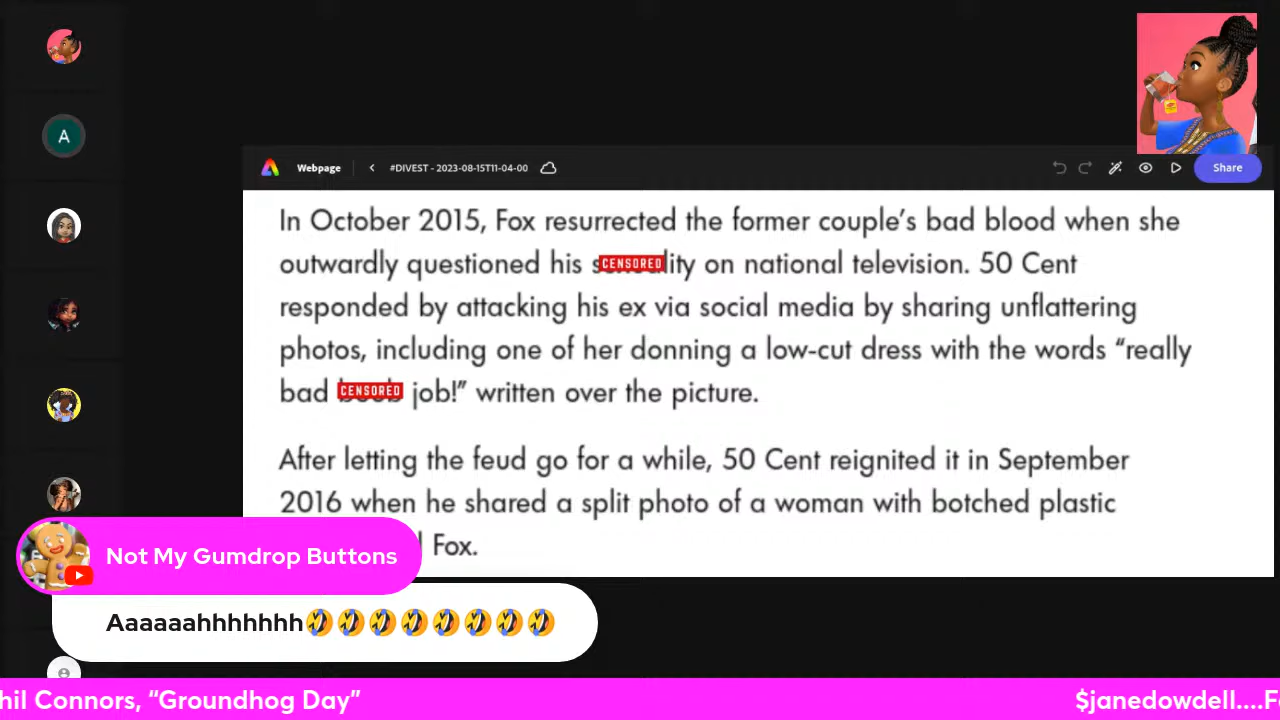 A
Webpage
#DIVEST - 2023-08-15T11-04-00
Share
In October 2015, Fox resurrected the former couple's bad blood when she
outwardly questioned his s CENSORED lity on national television. 50 Cent
responded by attacking his ex via social media by sharing unflattering
photos, including one of her donning a low-cut dress with the words “really
bad CENSORED job!” written over the picture.
After letting the feud go for a while, 50 Cent reignited it in September
2016 when he shared a split photo of a woman with botched plastic
Fox.
Not My Gumdrop Buttons
Aaaaaahhhhhhh🤣🤣🤣🤣🤣🤣🤣🤣
hil Connors, “Groundhog Day”
$janedowdell....F